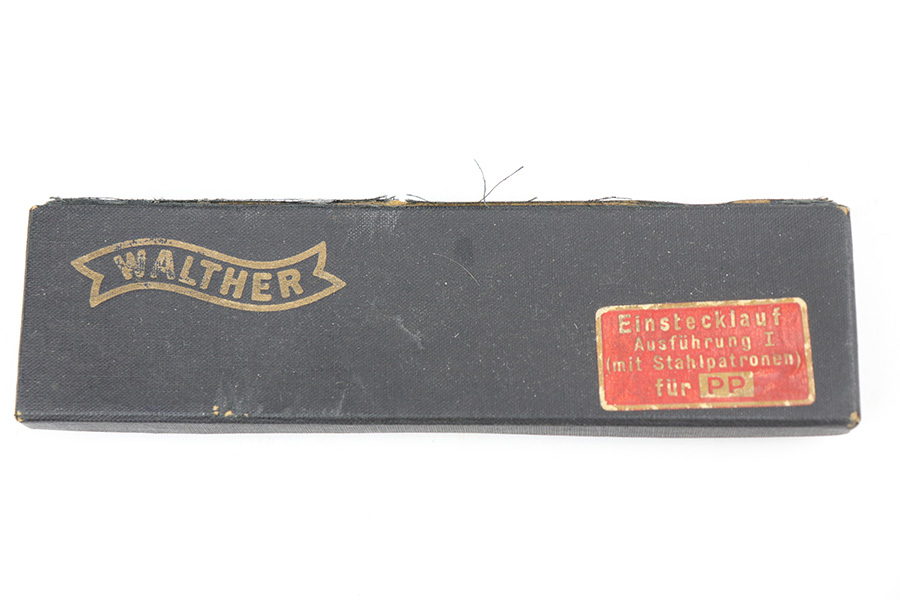 WALTHER
Einstecklauf
Ausführung I
(mit Stahlpatronen)
für PP